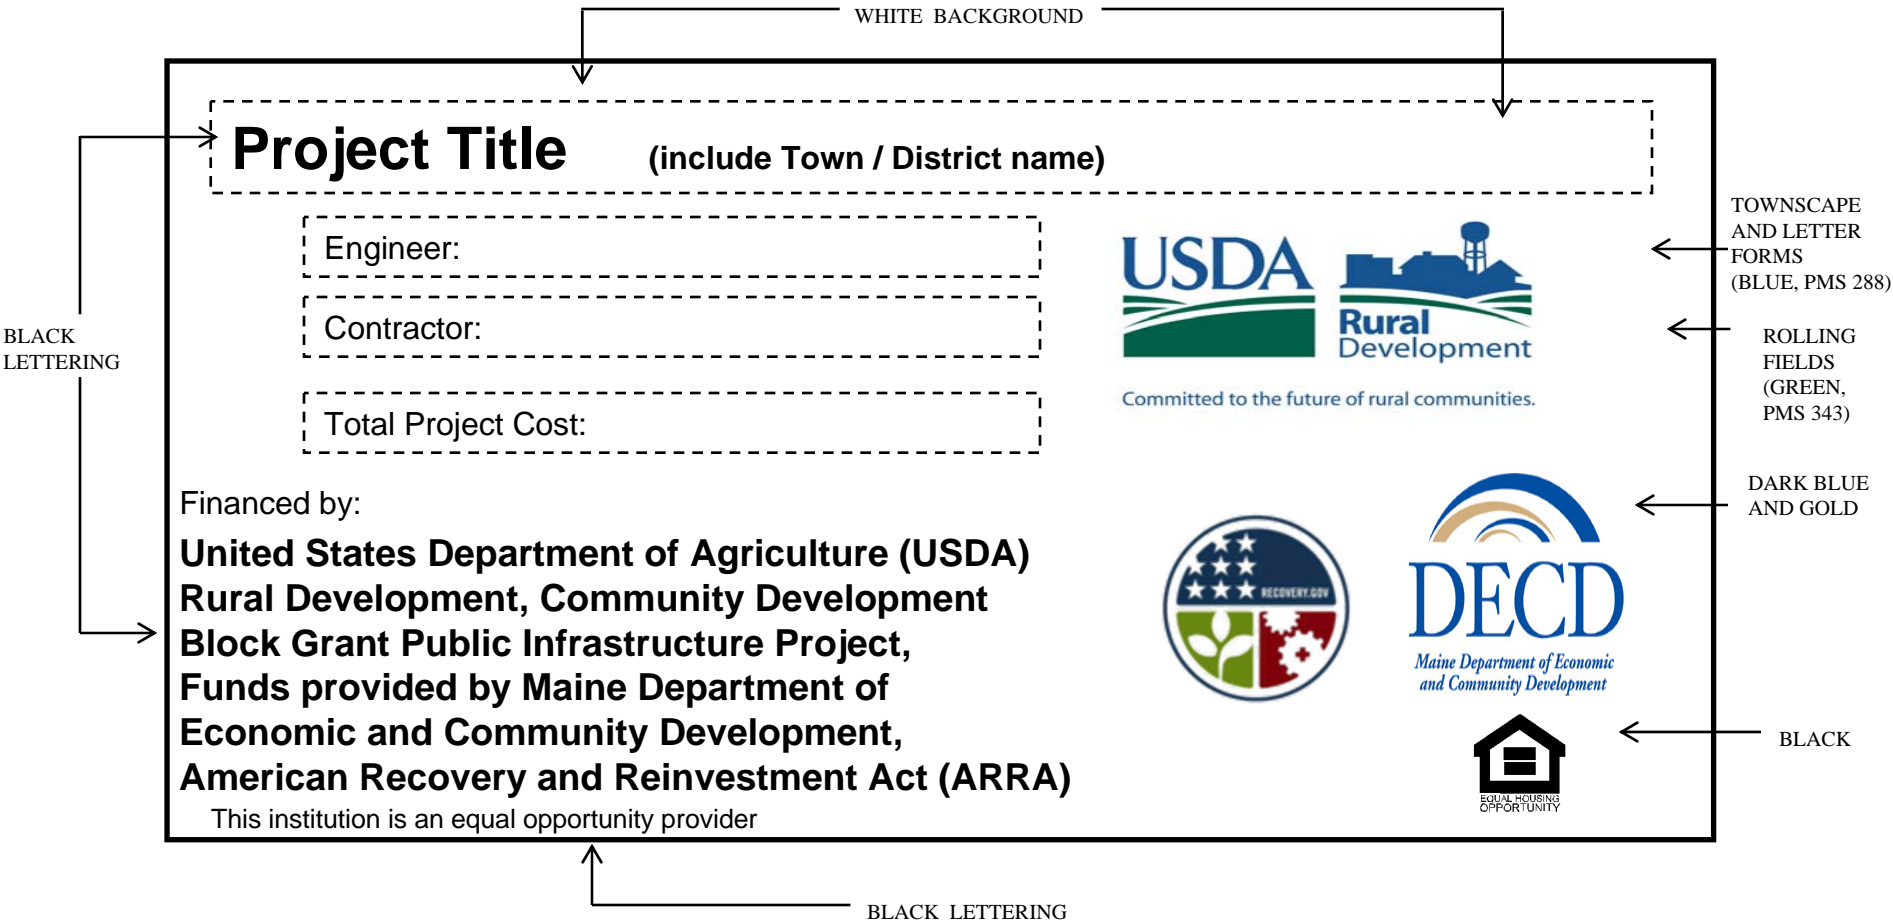 WHITE BACKGROUND
Project Title (include Town / District name)
Engineer:
Contractor:
Total Project Cost:
BLACK
LETTERING
USDA
Rural
Development
Committed to the future of rural communities.
TOWNSCAPE
AND LETTER
FORMS
(BLUE, PMS 288)
ROLLING
FIELDS
(GREEN,
PMS 343)
Financed by:
United States Department of Agriculture (USDA)
Rural Development, Community Development
Block Grant Public Infrastructure Project,
Funds provided by Maine Department of
Economic and Community Development,
American Recovery and Reinvestment Act (ARRA)
This institution is an equal opportunity provider
RECOVERY.GOV
DECD
Maine Department of Economic
and Community Development
DARK BLUE
AND GOLD
EQUAL HOUSING
OPPORTUNITY
BLACK
BLACK LETTERING